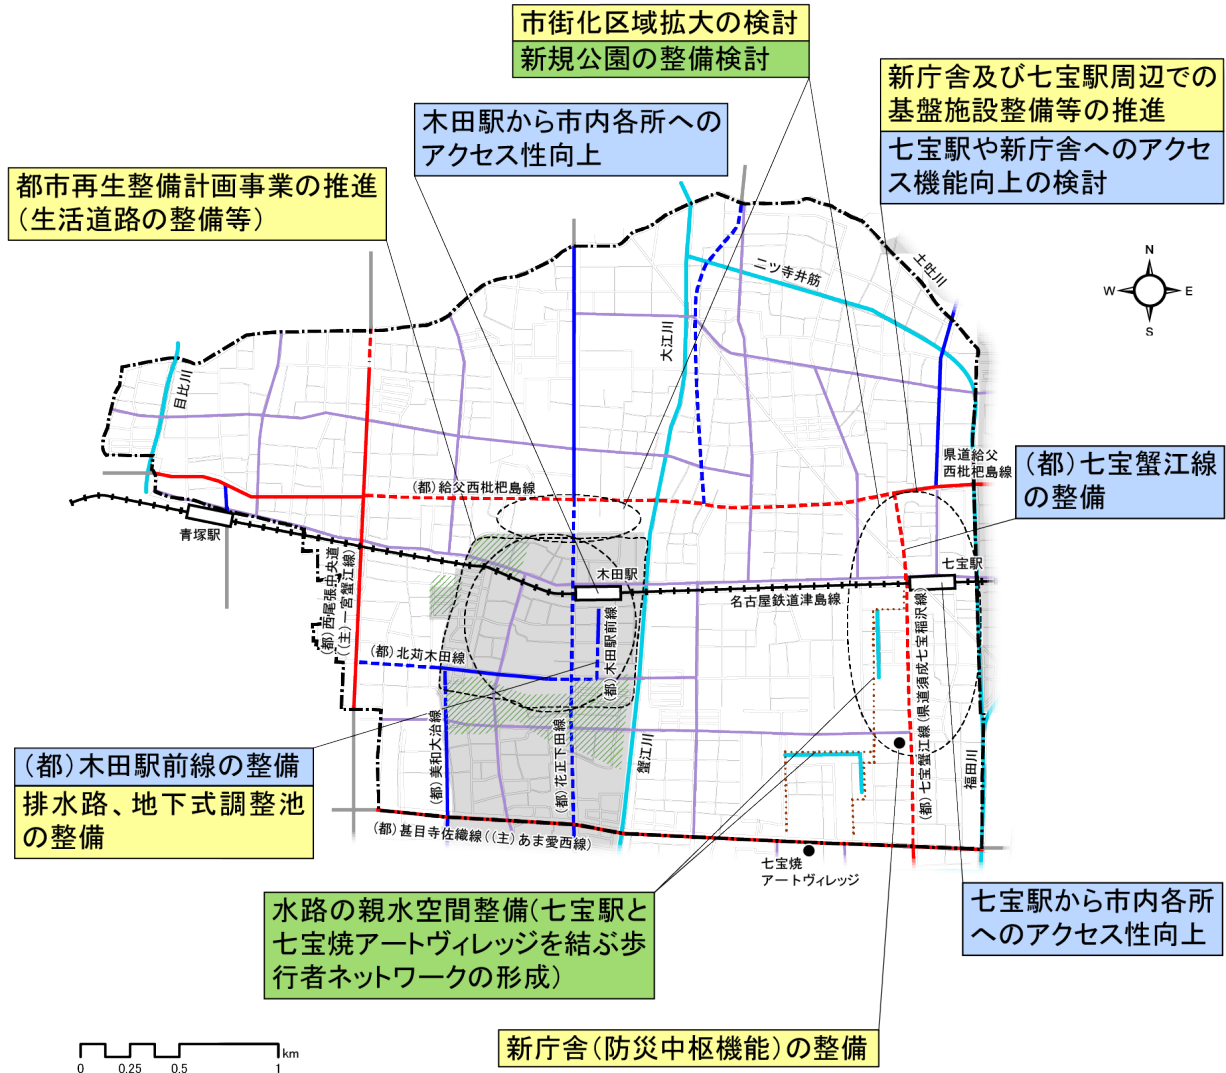 市街化区域拡大の検討
新規公園の整備検討
新庁舎及び七宝駅周辺での
基盤施設整備等の推進
七宝駅や新庁舎へのアクセ
ス機能向上の検討
木田駅から市内各所への
アクセス性向上
都市再生整備計画事業の推進
（生活道路の整備等）
N
W
E
S
土吐川
二ツ寺井筋
大江川
目比川
県道給父
西枇杷島線
（都）七宝蟹江線
の整備
（都）給父西枇杷島線
青塚駅
木田駅
七宝駅
名古屋鉄道津島線
（都）西尾張中央道
（（主）一宮蟹江線）
（都）北苅木田線
（都）木田駅前線
（都）七宝蟹江線（県道須成七宝稲沢線）
（都）美和大治線
（都）花正下田線
蟹江川
福田川
（都）木田駅前線の整備
排水路、地下式調整池
の整備
（都）甚目寺佐織線（（主）あま愛西線）
七宝焼
アートヴィレッジ
水路の親水空間整備（七宝駅と
七宝焼アートヴィレッジを結ぶ歩
行者ネットワークの形成）
七宝駅から市内各所
へのアクセス性向上
新庁舎（防災中枢機能）の整備
km
0 0.25 0.5 1